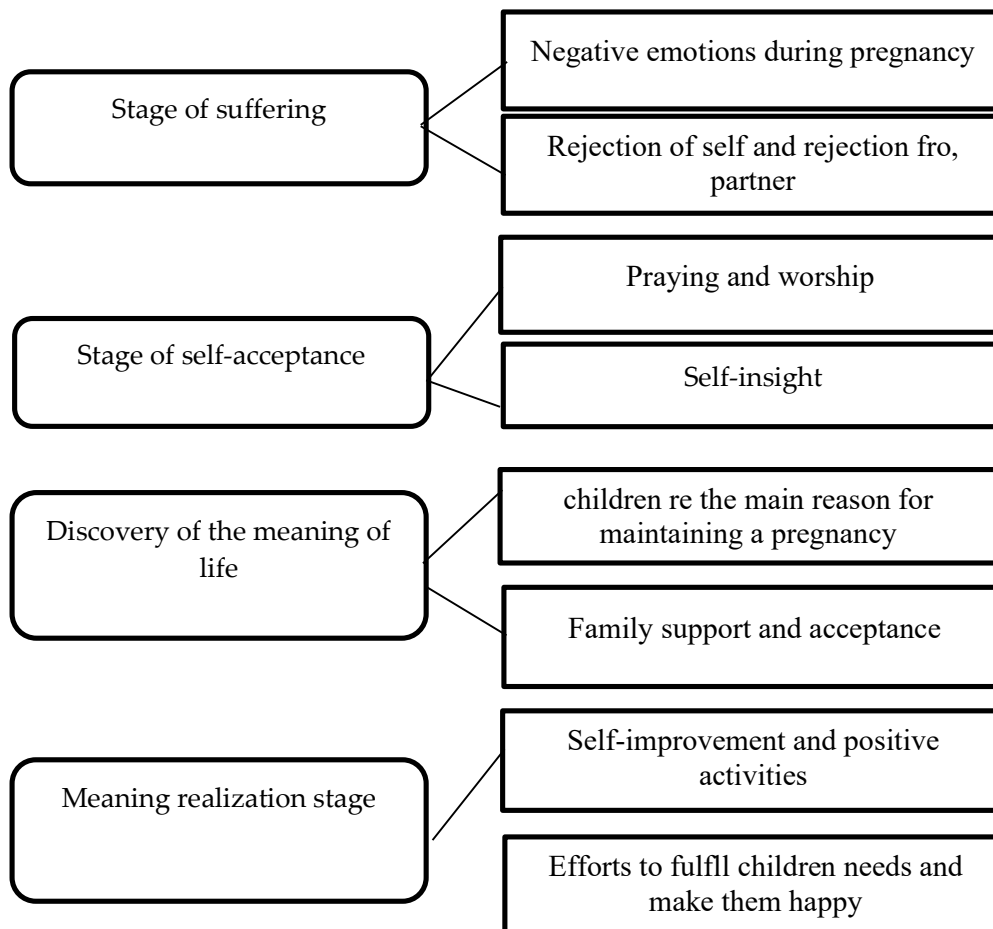 Stage of suffering
Negative emotions during pregnancy
Rejection of self and rejection fro,
partner
Stage of self-acceptance
Praying and worship
Self-insight
Discovery of the meaning of
life
children re the main reason for
maintaining a pregnancy
Family support and acceptance
Meaning realization stage
Self-improvement and positive
activities
Efforts to fulfll children needs and
make them happy